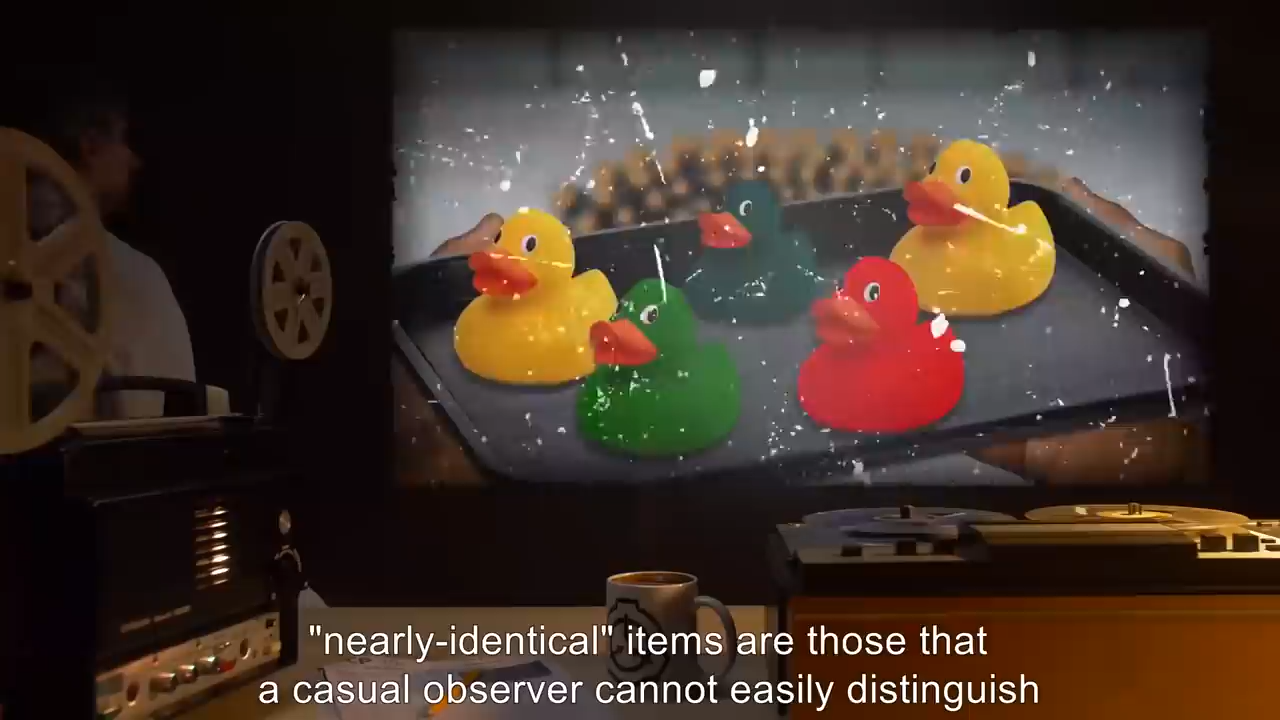 "nearly-identical" items are those that
a casual observer cannot easily distinguish